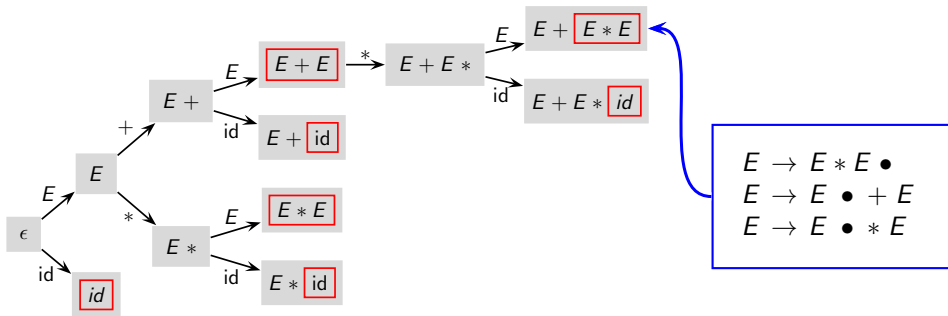 E
E + E * E
E
E + E
*
E + E *
E +
id
E + E * id
+
id
E + id
E
E
*
E
E * E
E
E *
ϵ
id
id
E * id
id
E → E * E •
E → E • + E
E → E • * E